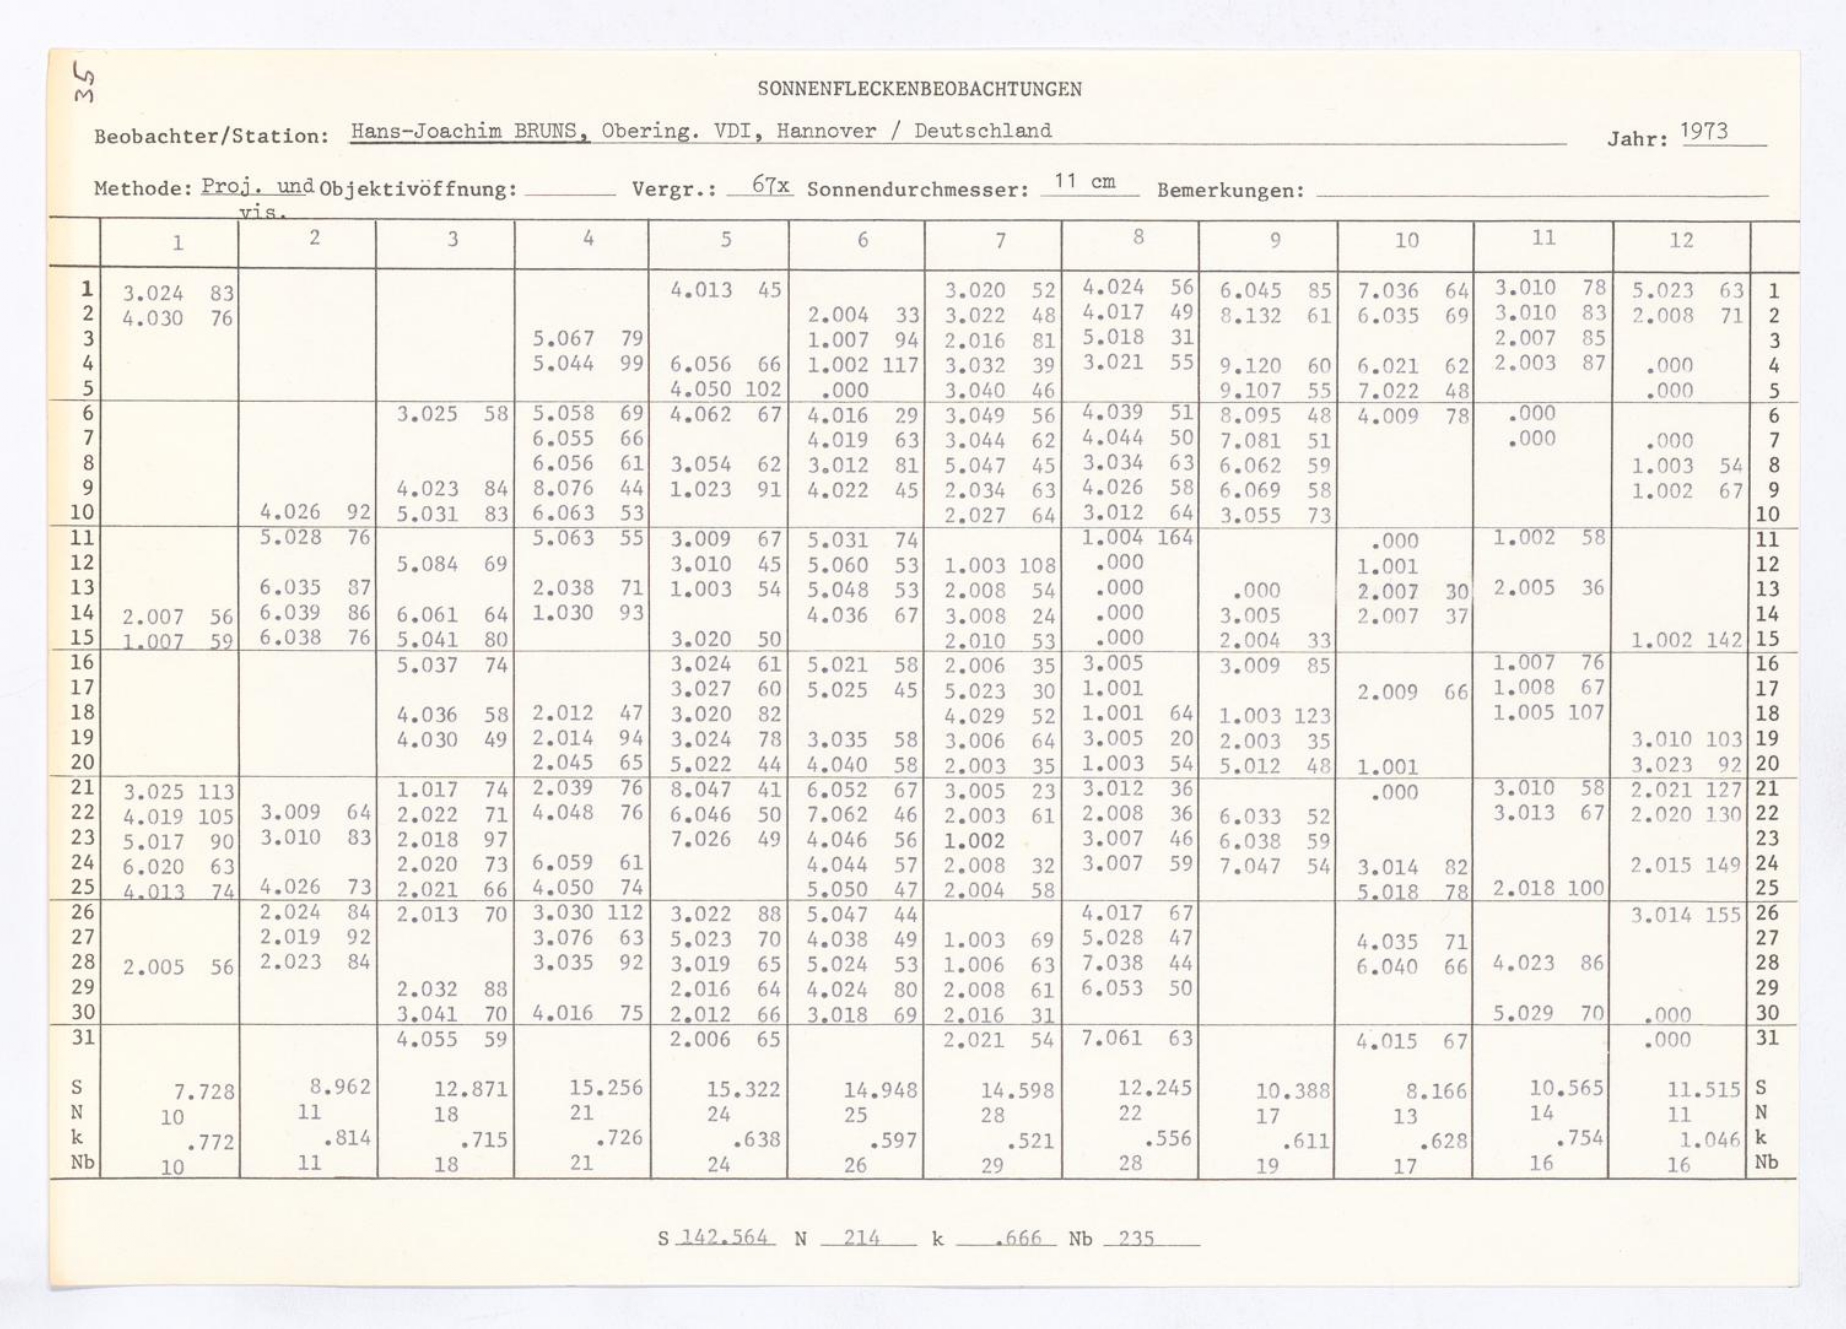 35
SONNENFLECKENBEOBACHTUNGEN
Beobachter/Station: Hans-Joachim BRUNS, Obering. VDI, Hannover / Deutschland Jahr: 1973
Methode: Proj. und Objektivöffnung: Vergr.: 67x Sonnendurchmesser: 11 cm Bemerkungen:
vis.
1 2 3 4 5 6 7 8 9 10 11 12
1 3.024 83 4.013 45 3.020 52 4.024 56 6.045 85 7.036 64 3.010 78 5.023 63 1
2 4.030 76 2.004 33 3.022 48 4.017 49 8.132 61 6.035 69 3.010 83 2.008 71 2
3 5.067 79 1.007 94 2.016 81 5.018 31 2.007 85 3
4 5.044 99 6.056 66 1.002 117 3.032 39 3.021 55 9.120 60 6.021 62 2.003 87 .000 4
5 4.050 102 .000 3.040 46 9.107 55 7.022 48 .000 5
6 3.025 58 5.058 69 4.062 67 4.016 29 3.049 56 4.039 51 8.095 48 4.009 78 .000 6
7 6.055 66 4.019 63 3.044 62 4.044 50 7.081 51 .000 .000 7
8 6.056 61 3.054 62 3.012 81 5.047 45 3.034 63 6.062 59 1.003 54 8
9 4.023 84 8.076 44 1.023 91 4.022 45 2.034 63 4.026 58 6.069 58 1.002 67 9
10 4.026 92 5.031 83 6.063 53 2.027 64 3.012 64 3.055 73 10
11 5.028 76 5.063 55 3.009 67 5.031 74 1.004 164 .000 1.002 58 11
12 5.084 69 3.010 45 5.060 53 1.003 108 .000 1.001 12
13 6.035 87 2.038 71 1.003 54 5.048 53 2.008 54 .000 .000 2.007 30 2.005 36 13
14 2.007 56 6.039 86 6.061 64 1.030 93 4.036 67 3.008 24 .000 3.005 2.007 37 14
15 1.007 59 6.038 76 5.041 80 3.020 50 2.010 53 .000 2.004 33 1.002 142 15
16 5.037 74 3.024 61 5.021 58 2.006 35 3.005 3.009 85 1.007 76 16
17 3.027 60 5.025 45 5.023 30 1.001 2.009 66 1.008 67 17
18 4.036 58 2.012 47 3.020 82 4.029 52 1.001 64 1.003 123 1.005 107 18
19 4.030 49 2.014 94 3.024 78 3.035 58 3.006 64 3.005 20 2.003 35 3.010 103 19
20 2.045 65 5.022 44 4.040 58 2.003 35 1.003 54 5.012 48 1.001 3.023 92 20
21 3.025 113 1.017 74 2.039 76 8.047 41 6.052 67 3.005 23 3.012 36 .000 3.010 58 2.021 127 21
22 4.019 105 3.009 64 2.022 71 4.048 76 6.046 50 7.062 46 2.003 61 2.008 36 6.033 52 3.013 67 2.020 130 22
23 5.017 90 3.010 83 2.018 97 7.026 49 4.046 56 1.002 3.007 46 6.038 59 23
24 6.020 63 2.020 73 6.059 61 4.044 57 2.008 32 3.007 59 7.047 54 3.014 82 2.015 149 24
25 4.013 74 4.026 73 2.021 66 4.050 74 5.050 47 2.004 58 5.018 78 2.018 100 25
26 2.024 84 2.013 70 3.030 112 3.022 88 5.047 44 4.017 67 3.014 155 26
27 2.019 92 3.076 63 5.023 70 4.038 49 1.003 69 5.028 47 4.035 71 27
28 2.005 56 2.023 84 3.035 92 3.019 65 5.024 53 1.006 63 7.038 44 6.040 66 4.023 86 28
29 2.032 88 2.016 64 4.024 80 2.008 61 6.053 50 29
30 3.041 70 4.016 75 2.012 66 3.018 69 2.016 31 5.029 70 .000 30
31 4.055 59 2.006 65 2.021 54 7.061 63 4.015 67 .000 31
S 7.728 8.962 12.871 15.256 15.322 14.948 14.598 12.245 10.388 8.166 10.565 11.515 S
N 10 11 18 21 24 25 28 22 17 13 14 11 N
k .772 .814 .715 .726 .638 .597 .521 .556 .611 .628 .754 1.046 k
Nb 10 11 18 21 24 26 29 28 19 17 16 16 Nb
S 142.564 N 214 k .666 Nb 235